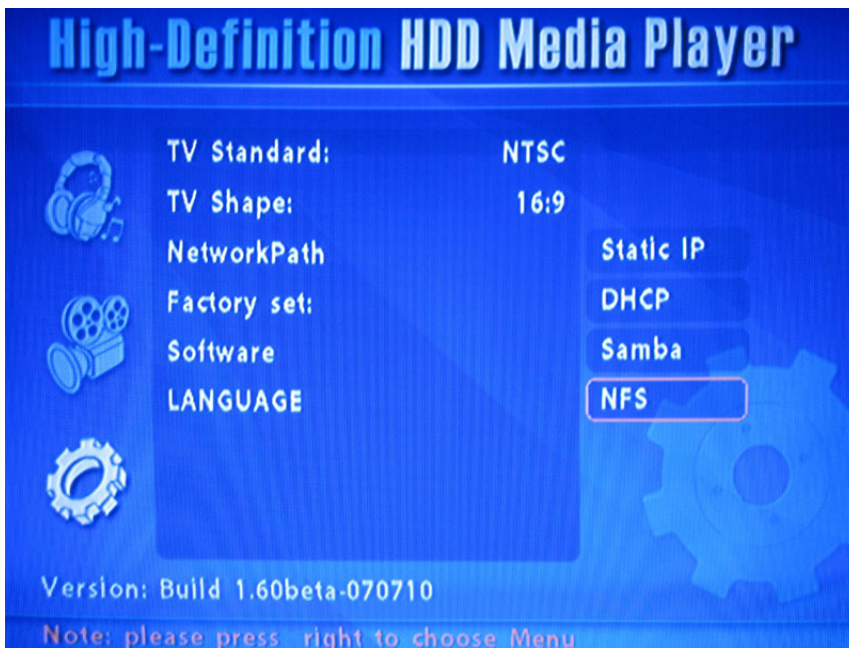 High-Definition HDD Media Player
TV Standard: NTSC
TV Shape: 16:9
NetworkPath
Static IP
Factory set:
DHCP
Software
Samba
LANGUAGE
NFS
Version: Build 1.60beta-070710
Note: please press right to choose Menu